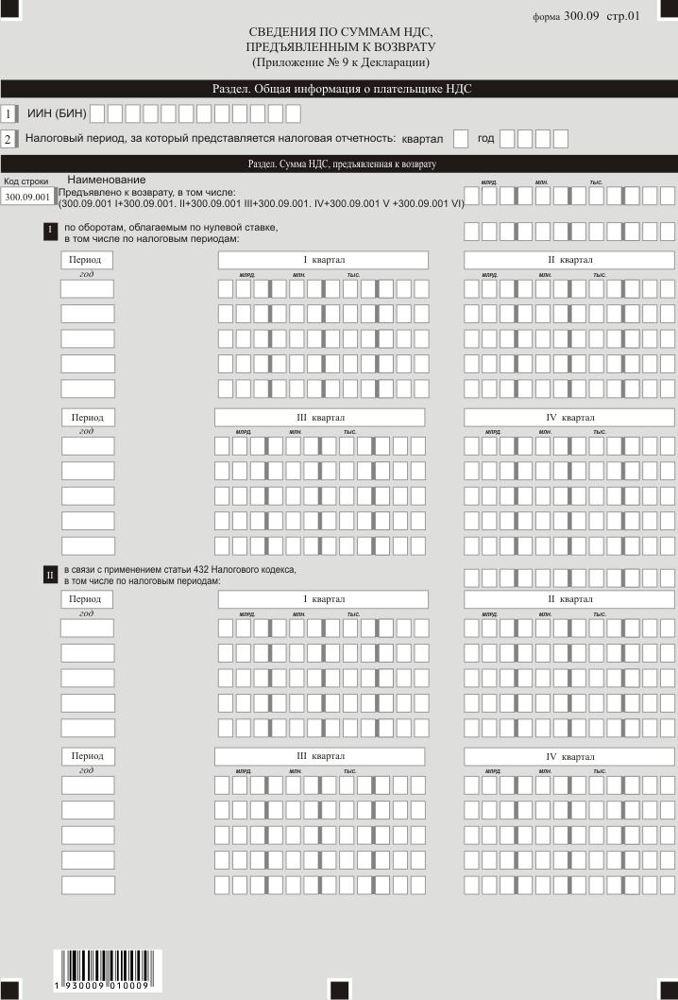 форма 300.09 стр.01
СВЕДЕНИЯ ПО СУММАМ НДС,
ПРЕДЪЯВЛЕННЫМ К ВОЗВРАТУ
(Приложение № 9 к Декларации)
Раздел. Общая информация о плательщике НДС
1 ИИН (БИН)
2 Налоговый период, за который представляется налоговая отчетность: квартал год
Раздел. Сумма НДС, предъявленная к возврату
Код строки Наименование МЛРД. МЛН. ТЫС.
300.09.001 Предъявлено к возврату, в том числе:
(300.09.001 I+300.09.001. II+300.09.001 III+300.09.001. IV+300.09.001 V +300.09.001 VI)
I по оборотам, облагаемым по нулевой ставке,
в том числе по налоговым периодам:
Период I квартал II квартал
год МЛРД. МЛН. ТЫС. МЛРД. МЛН. ТЫС.
Период III квартал IV квартал
год МЛРД. МЛН. ТЫС. МЛРД. МЛН. ТЫС.
II в связи с применением статьи 432 Налогового кодекса,
в том числе по налоговым периодам:
Период I квартал II квартал
год МЛРД. МЛН. ТЫС. МЛРД. МЛН. ТЫС.
Период III квартал IV квартал
год МЛРД. МЛН. ТЫС. МЛРД. МЛН. ТЫС.
1 930009 010009